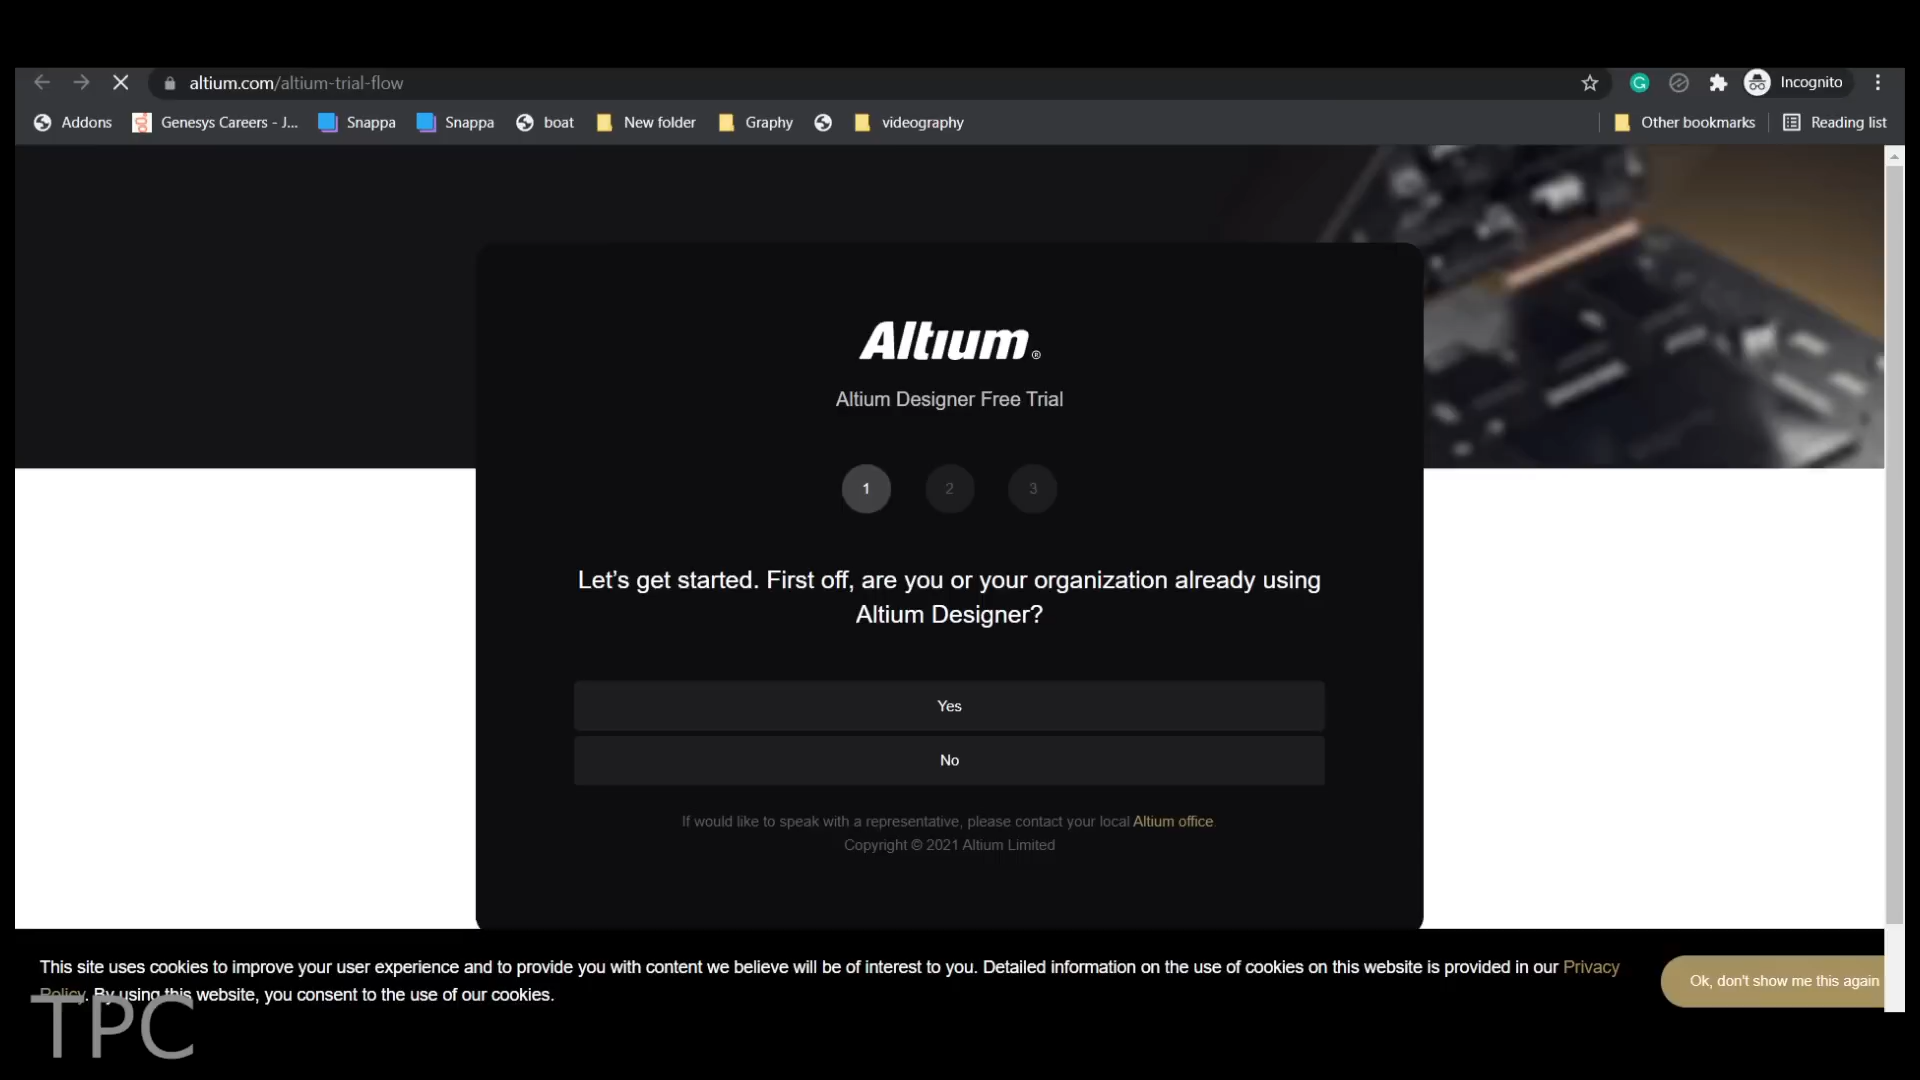 altium.com/altium-trial-flow
Incognito
Addons
Genesys Careers - J...
Snappa
Snappa
boat
New folder
Graphy
videography
Other bookmarks
Reading list
Altium®
Altium Designer Free Trial
1 2 3
Let's get started. First off, are you or your organization already using
Altium Designer?
Yes
No
If would like to speak with a representative, please contact your local Altium office.
Copyright © 2021 Altium Limited
This site uses cookies to improve your user experience and to provide you with content we believe will be of interest to you. Detailed information on the use of cookies on this website is provided in our Privacy
Policy. By using this website, you consent to the use of our cookies.
Ok, don't show me this again
TPC